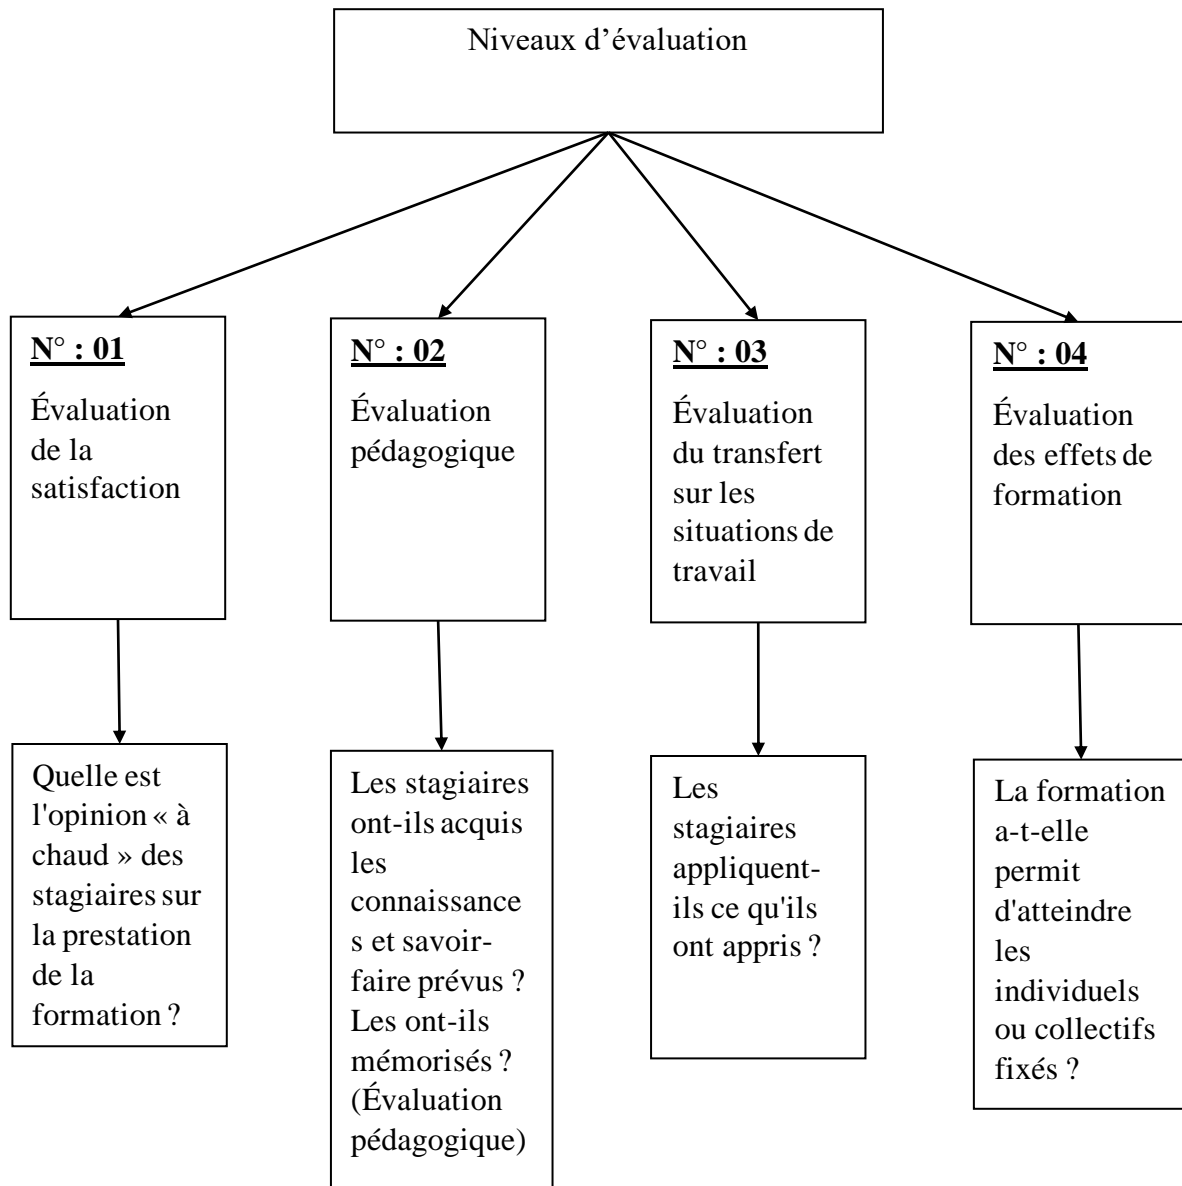 Niveaux d'évaluation
N° : 01
Évaluation
de la
satisfaction
N° : 02
Évaluation
pédagogique
N° : 03
Évaluation
du transfert
sur les
situations de
travail
N° : 04
Évaluation
des effets de
formation
Quelle est
l'opinion « à
chaud » des
stagiaires sur
la prestation
de la
formation ?
Les stagiaires
ont-ils acquis
les
connaissance
s et savoir-
faire prévus ?
Les ont-ils
mémorisés ?
(Évaluation
pédagogique)
Les
stagiaires
appliquent-
ils ce qu'ils
ont appris ?
La formation
a-t-elle
permit
d'atteindre
les
individuels
ou collectifs
fixés ?